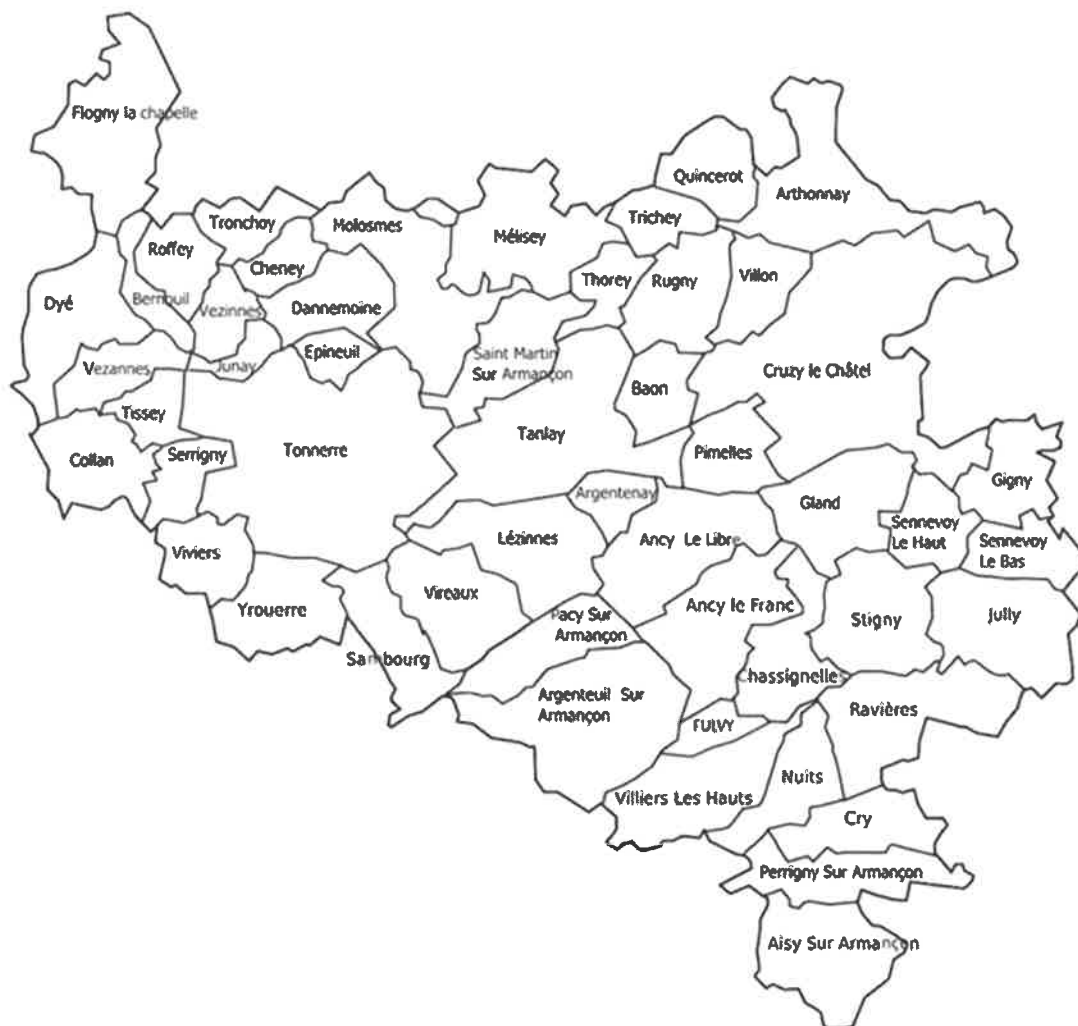 Flogny la chapelle
Quincerot
Arthonnay
Tronchoy
Molosmes
Trichey
Mélisey
Roffey
Cheney
Thorey
Rugny
Villon
Dyé
Bernouil
Vezinnes
Dannemoine
Epineuil
Saint Martin
Sur Armançon
Vezannes
Junay
Cruzy le Châtel
Baon
Tissey
Tanlay
Tonnerre
Serrigny
Collan
Pimelles
Gigny
Argentenay
Gland
Sennevoy
Le Haut
Lézinnes
Ancy Le Libre
Sennevoy
Le Bas
Viviers
Vireaux
Yrouerre
Pacy Sur
Armançon
Ancy le Franc
Stigny
Jully
Sambourg
Chassignelles
Argenteuil Sur
Armançon
Ravières
FULVY
Nuits
Villiers Les Hauts
Cry
Perrigny Sur Armançon
Aisy Sur Armançon